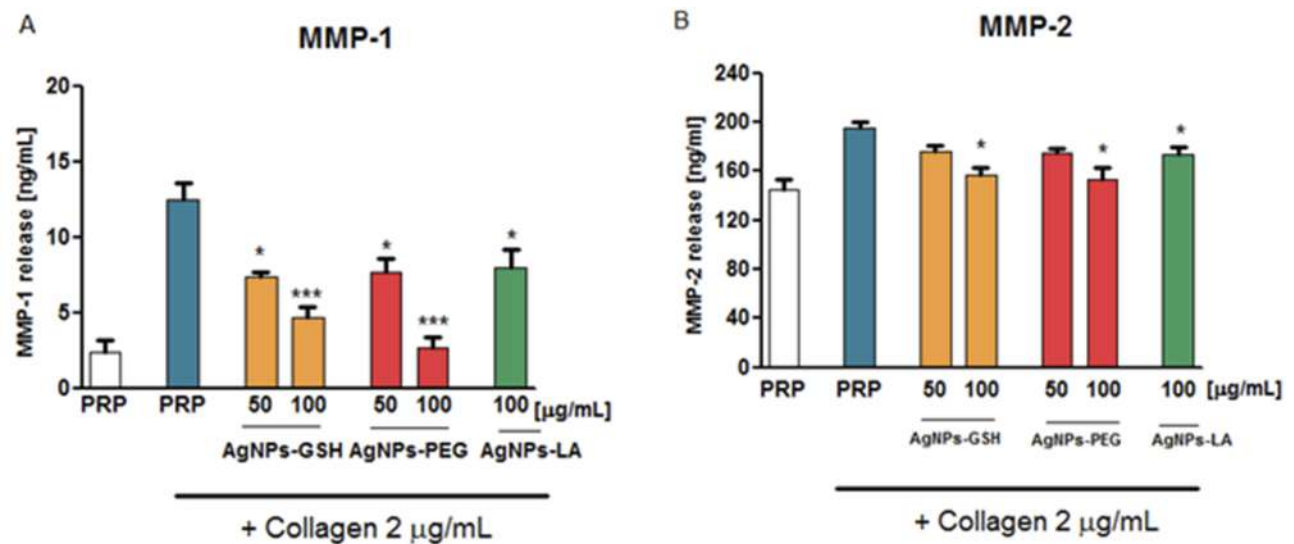 A
MMP-1
MMP-1 release [ng/mL]
20
15
10
5
0
*
***
*
***
*
PRP PRP 50 100 50 100 100 [μg/mL]
AgNPs-GSH AgNPs-PEG AgNPs-LA
+ Collagen 2 μg/mL
B
MMP-2
MMP-2 release [ng/ml]
240
200
160
120
80
40
0
*
*
*
PRP PRP 50 100 50 100 100 [μg/mL]
AgNPs-GSH AgNPs-PEG AgNPs-LA
+ Collagen 2 μg/mL